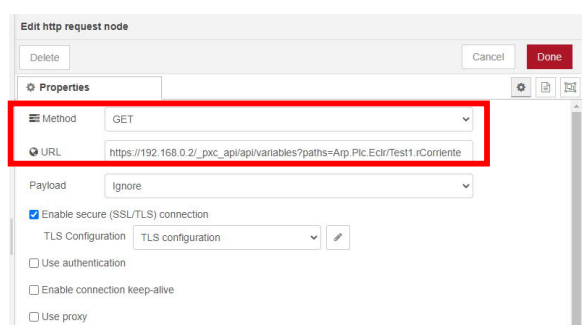 Edit http request node
Delete Cancel Done
Properties
Method GET
URL https://192.168.0.2/_pxc_api/api/variables?paths=Arp.Plc.Eclr/Test1.rCorriente
Payload Ignore
Enable secure (SSL/TLS) connection
TLS Configuration TLS configuration
Use authentication
Enable connection keep-alive
Use proxy